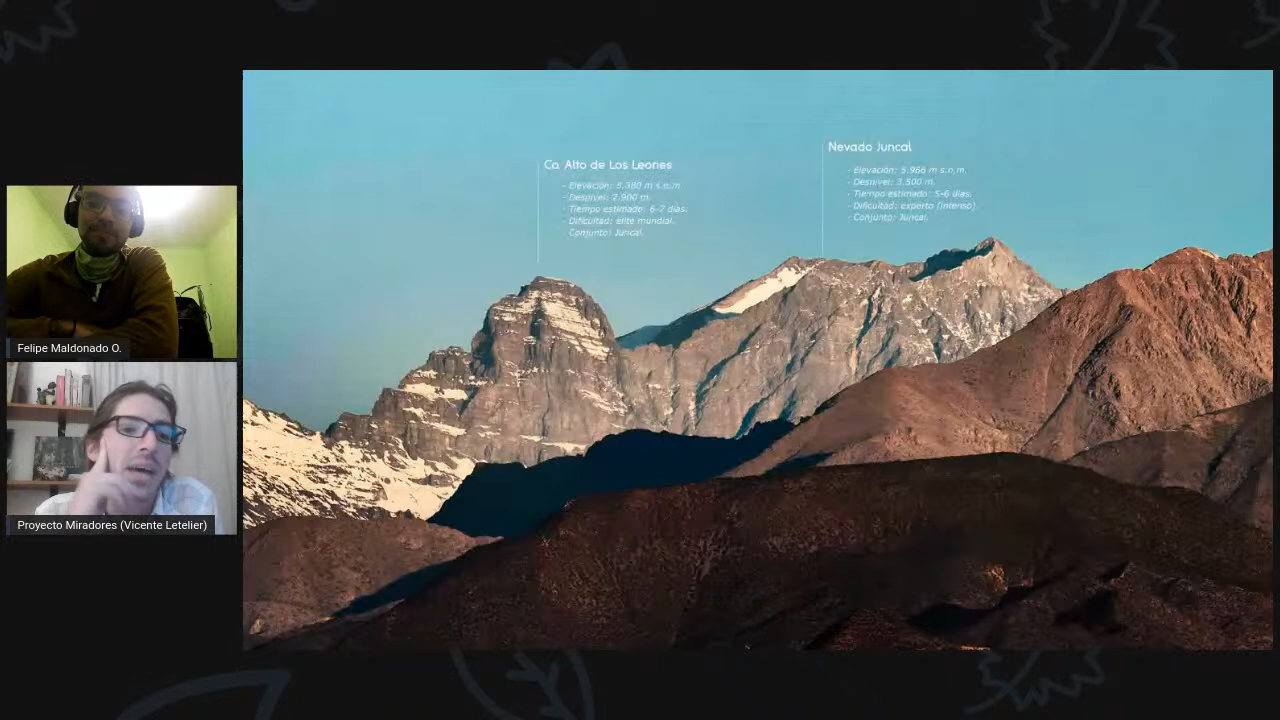 Co. Alto de Los Leones
- Elevación: 5.380 m s.n.m
- Desnivel: 2.900 m.
- Tiempo estimado: 6-7 días.
- Dificultad: élite mundial.
Conjunto: Juncal.
Nevado Juncal
- Elevación: 5.966 m s.n.m.
- Desnivel: 3.500 m.
- Tiempo estimado: 5-6 días.
- Dificultad: experto (intenso).
- Conjunto: Juncal.
Felipe Maldonado O.
Proyecto Miradores (Vicente Letelier)